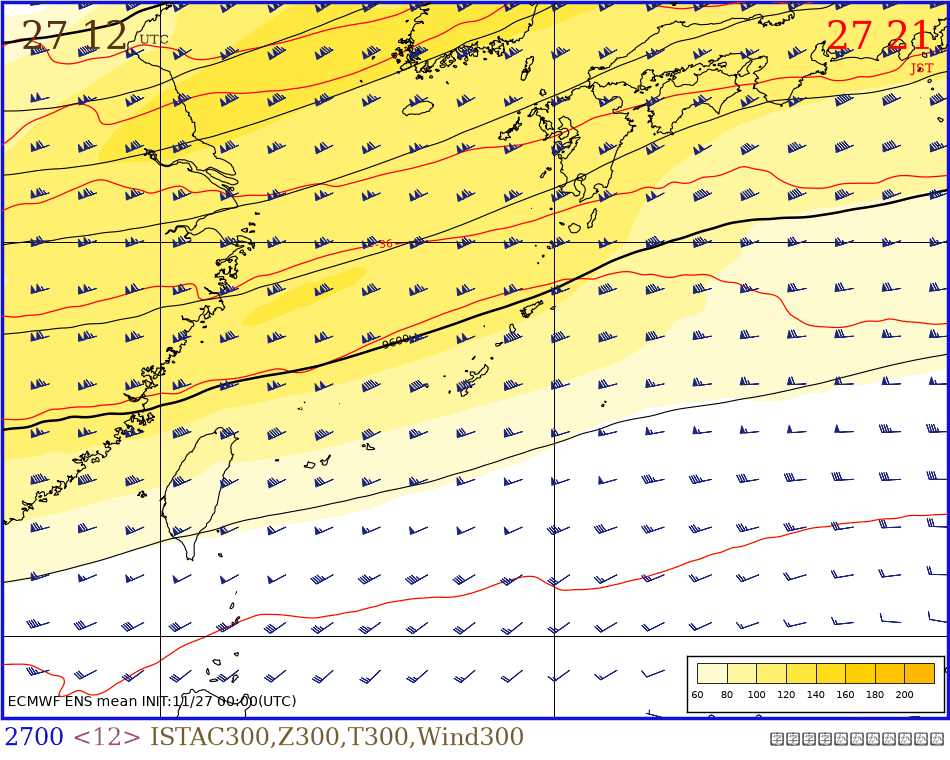 27 12 UTC
27 21
JST
-36
9600
ECMWF ENS mean INIT:11/27 00:00(UTC)
60 80 100 120 140 160 180 200
2700 <12> ISTAC300,Z300,T300,Wind300